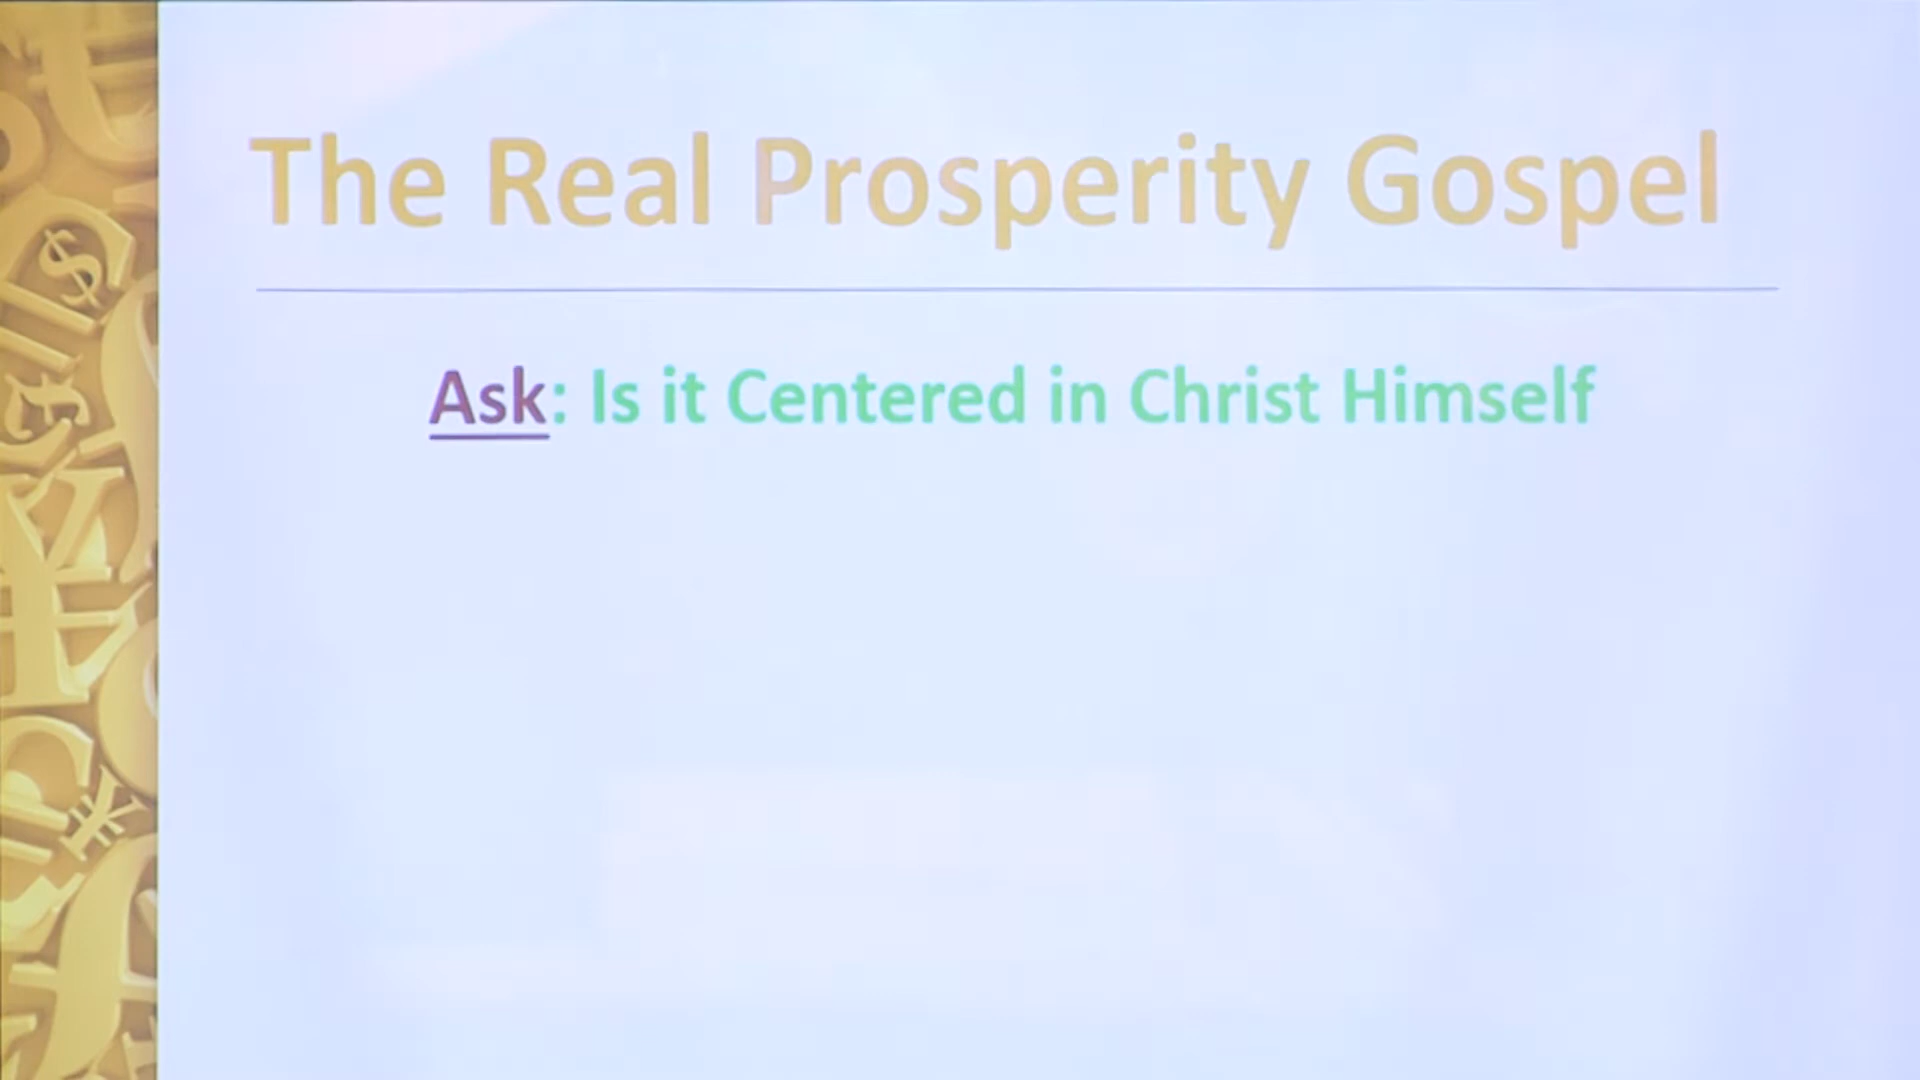 The Real Prosperity Gospel
Ask: Is it Centered in Christ Himself